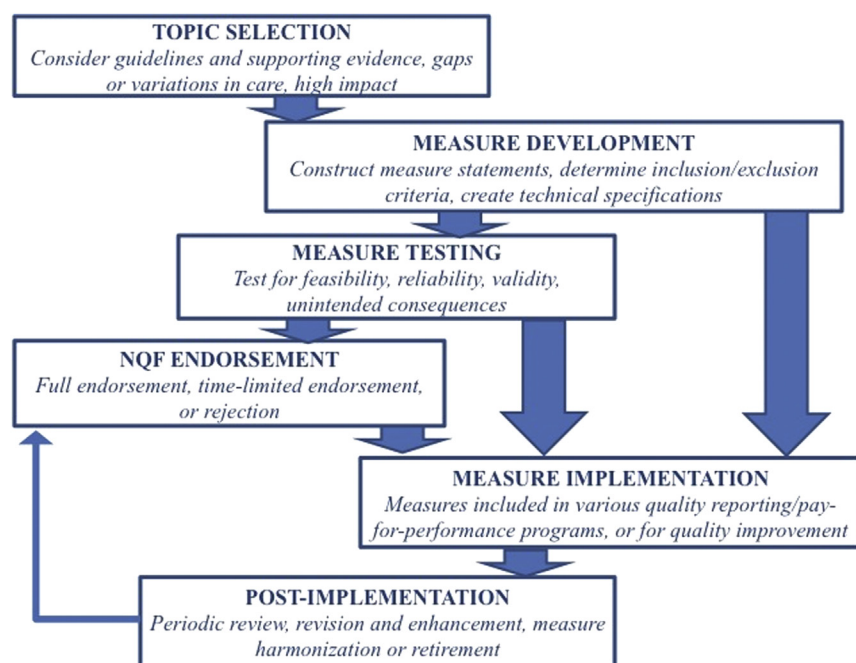 TOPIC SELECTION
Consider guidelines and supporting evidence, gaps
or variations in care, high impact
MEASURE DEVELOPMENT
Construct measure statements, determine inclusion/exclusion
criteria, create technical specifications
MEASURE TESTING
Test for feasibility, reliability, validity,
unintended consequences
NQF ENDORSEMENT
Full endorsement, time-limited endorsement,
or rejection
MEASURE IMPLEMENTATION
Measures included in various quality reporting/pay-
for-performance programs, or for quality improvement
POST-IMPLEMENTATION
Periodic review, revision and enhancement, measure
harmonization or retirement